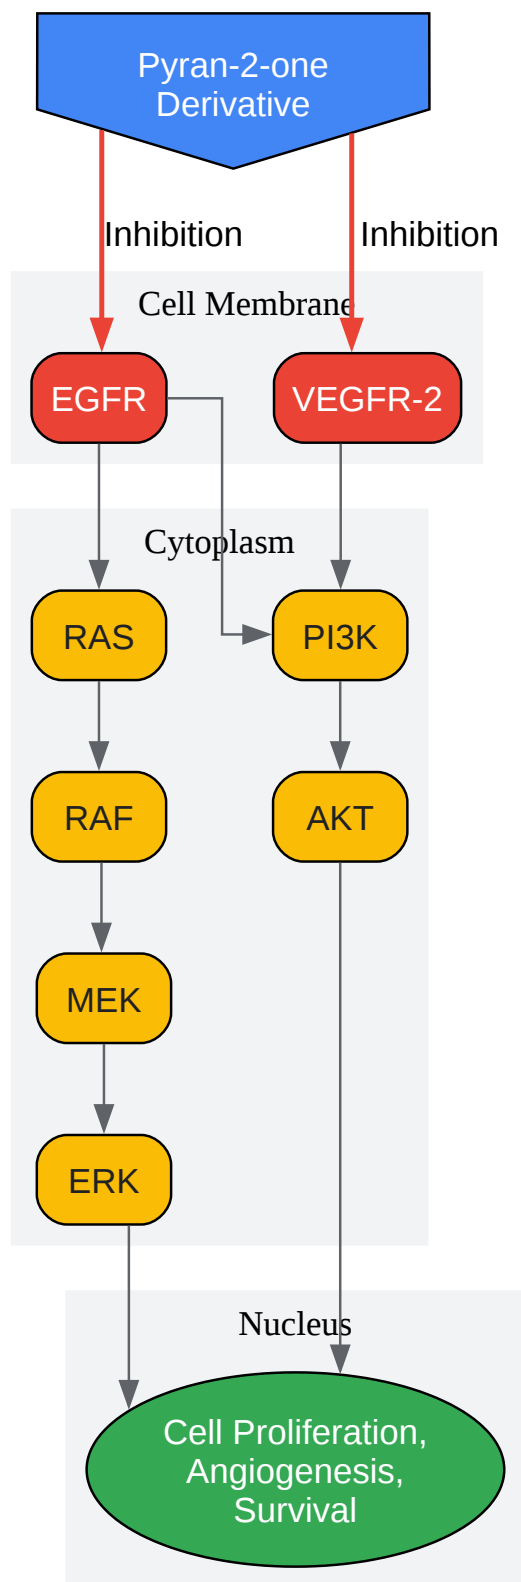 Pyran-2-one
Derivative
Inhibition
Inhibition
Cell Membrane
EGFR
VEGFR-2
Cytoplasm
RAS
PI3K
RAF
AKT
MEK
ERK
Nucleus
Cell Proliferation,
Angiogenesis,
Survival